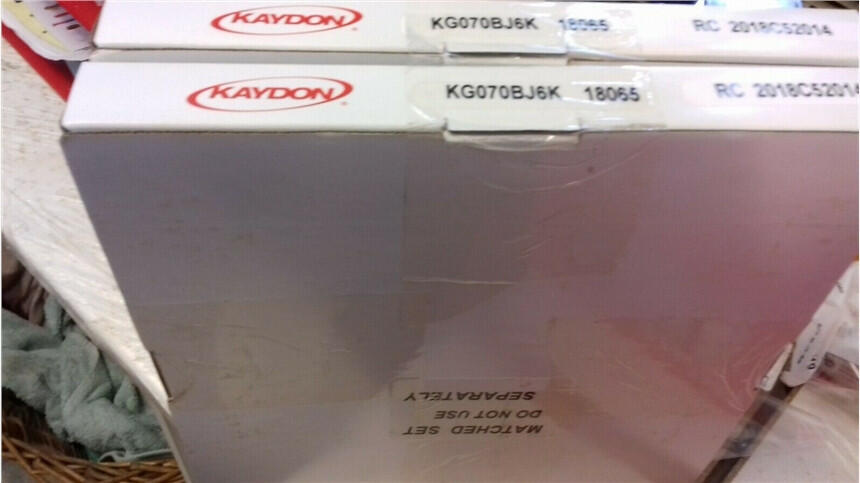 KAYDON KG070BJ6K 18065 RC 2018C52014
KAYDON KG070BJ6K 18065 RC 2018C52014
MATCHED SET
DO NOT USE
SEPARATELY